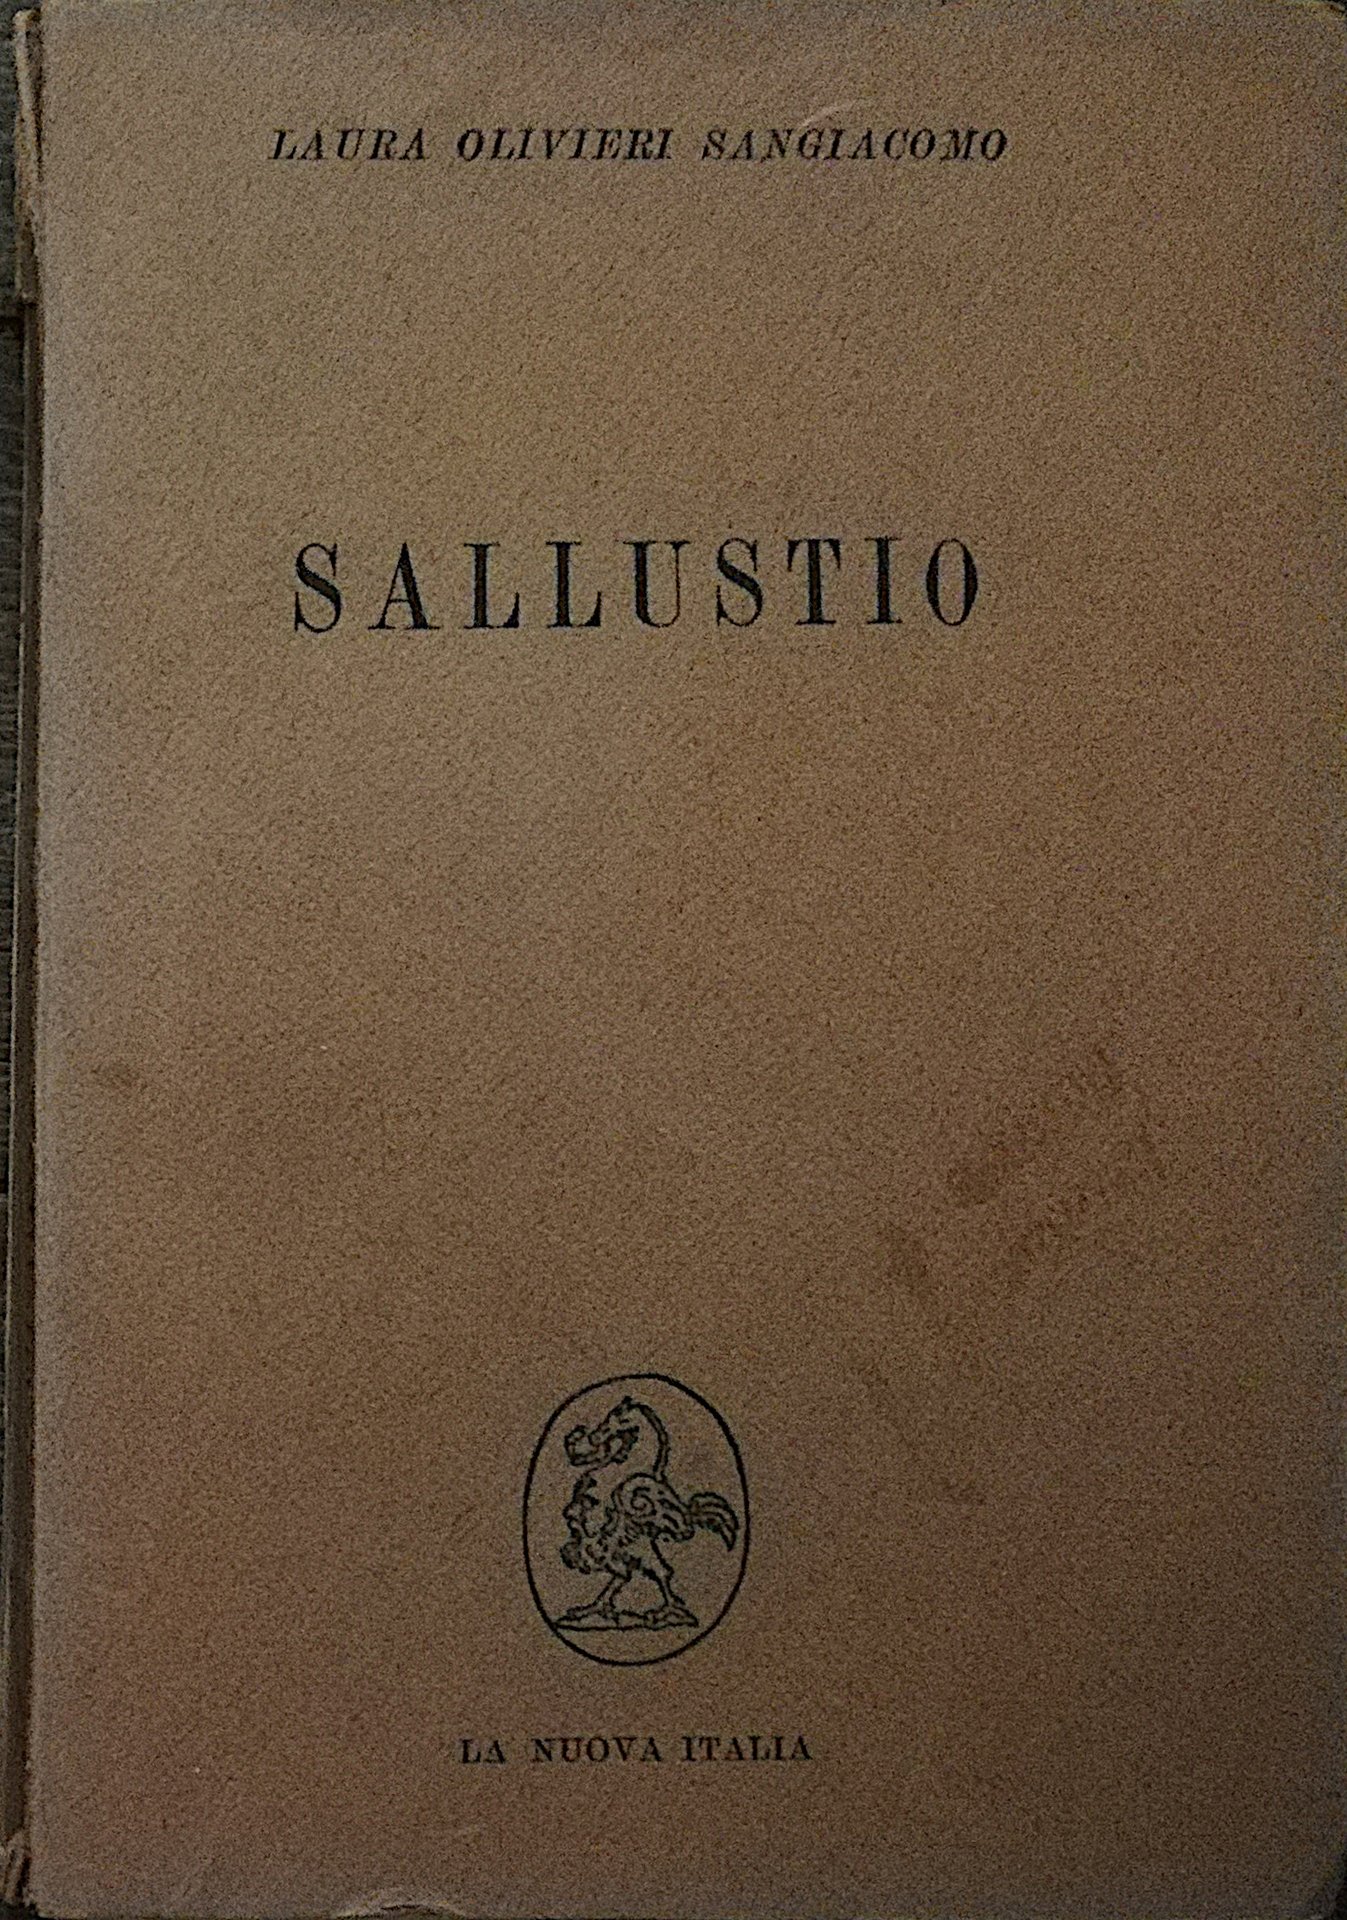 LAURA OLIVIERI SANGIACOMO
SALLUSTIO
LA NUOVA ITALIA